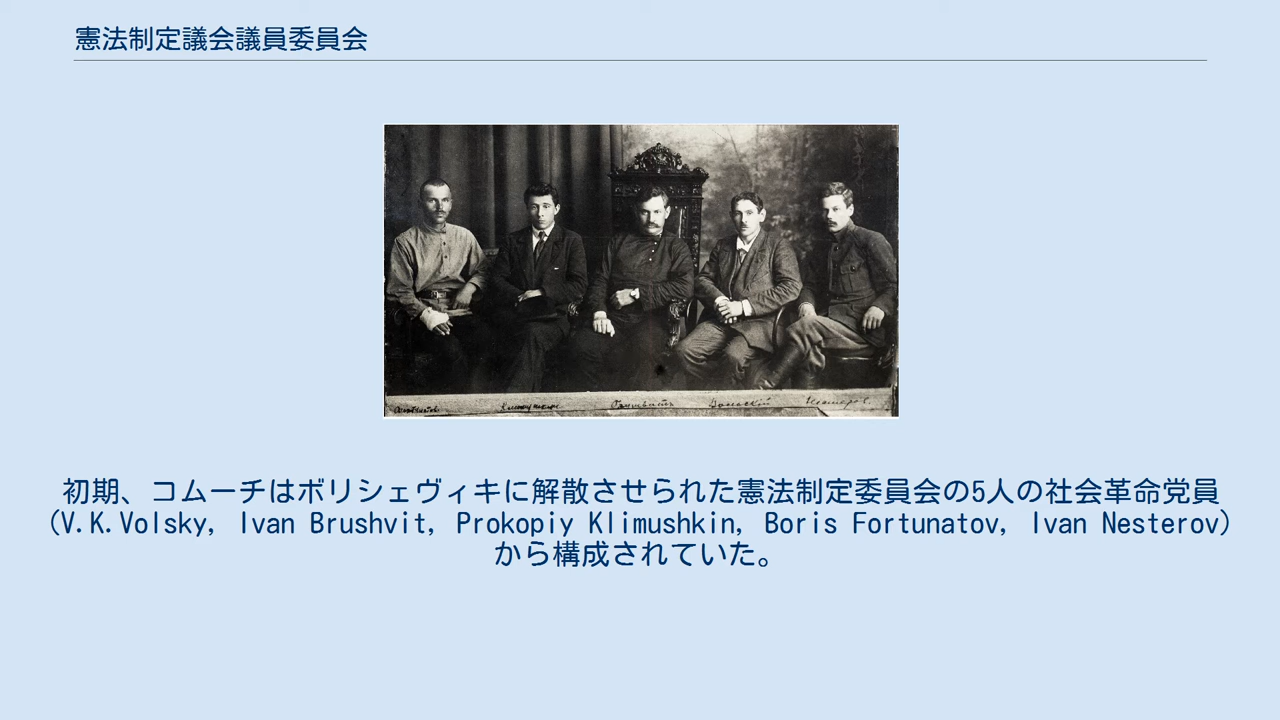 憲法制定議会議員委員会
初期、コムーチはボリシェヴィキに解散させられた憲法制定委員会の5人の社会革命党員
(V.K.Volsky, Ivan Brushvit, Prokopiy Klimushkin, Boris Fortunatov, Ivan Nesterov)
から構成されていた。